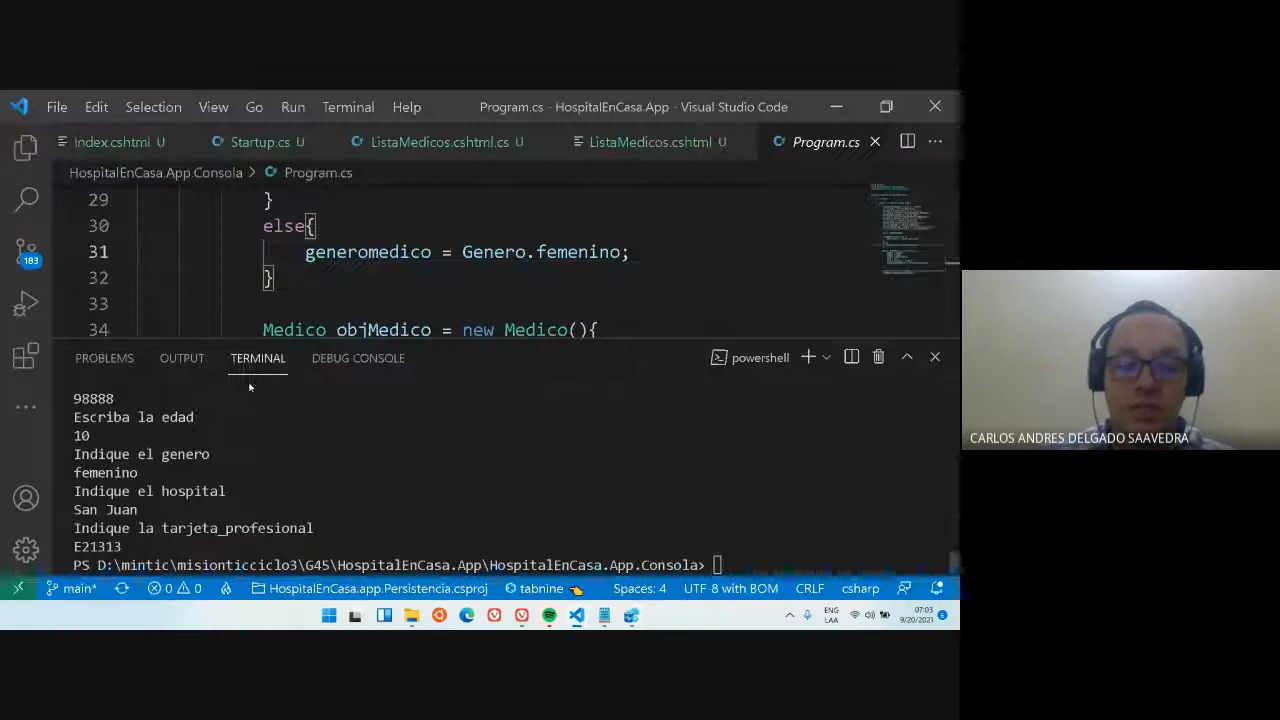 File Edit Selection View Go Run Terminal Help Program.cs - HospitalEnCasa.App - Visual Studio Code
Index.cshtml U Startup.cs U ListaMedicos.cshtml.cs U ListaMedicos.cshtml U Program.cs
HospitalEnCasa.App.Consola > Program.cs
29 }
30 else{
31 generomedico = Genero.femenino;
32 }
33
34 Medico objMedico = new Medico(){
183
PROBLEMS OUTPUT TERMINAL DEBUG CONSOLE powershell
98888
Escriba la edad
10
Indique el genero
femenino
Indique el hospital
San Juan
Indique la tarjeta_profesional
E21313
PS D:\mintic\misionticciclo3\G45\HospitalEnCasa.App\HospitalEnCasa.App.Consola>
main* 0 0 HospitalEnCasa.app.Persistencia.csproj tabnine Spaces: 4 UTF 8 with BOM CRLF csharp
ENG 07:03
LAA 9/20/2021 6
CARLOS ANDRES DELGADO SAAVEDRA